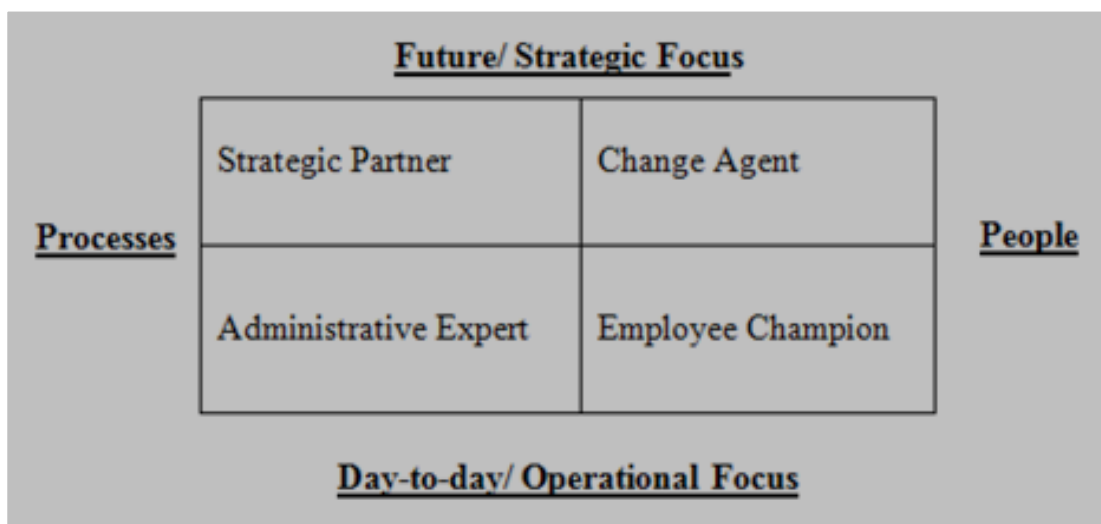 Future/ Strategic Focus
Strategic Partner
Change Agent
Processes
People
Administrative Expert
Employee Champion
Day-to-day/ Operational Focus